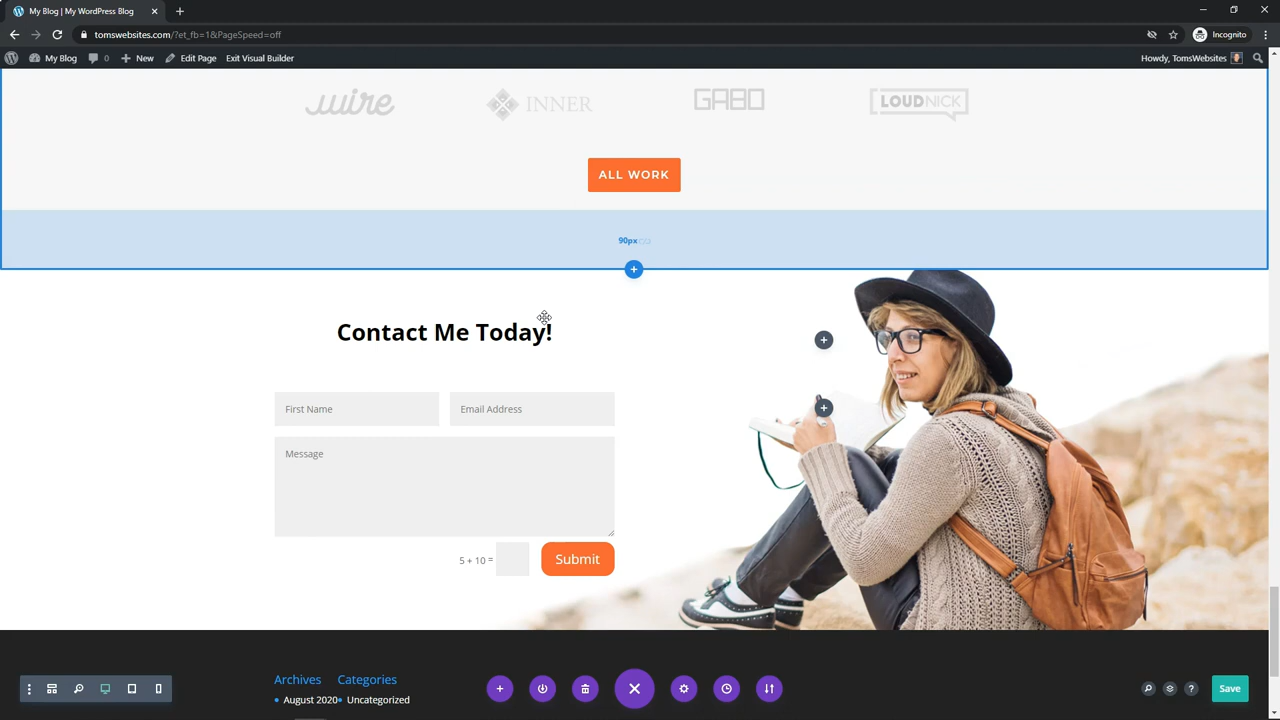 My Blog | My WordPress Blog
tomswebsites.com/?et_fb=1&PageSpeed=off
Incognito
My Blog
0
New
Edit Page
Exit Visual Builder
Howdy, TomsWebsites
wire
INNER
GABO
LOUDNICK
ALL WORK
90px
Contact Me Today!
First Name
Email Address
Message
5 + 10 =
Submit
Archives
Categories
August 2020
Uncategorized
?
Save